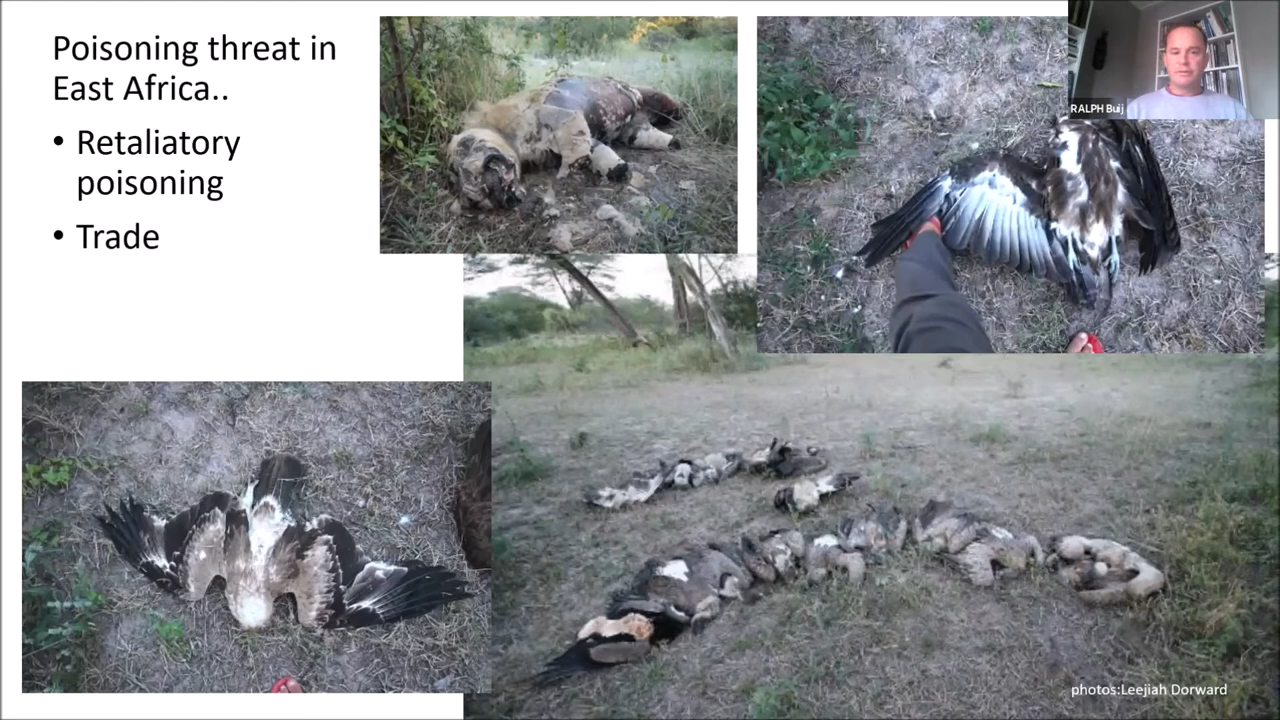 Poisoning threat in
East Africa..
• Retaliatory
poisoning
• Trade
RALPH Buij
photos:Leejiah Dorward